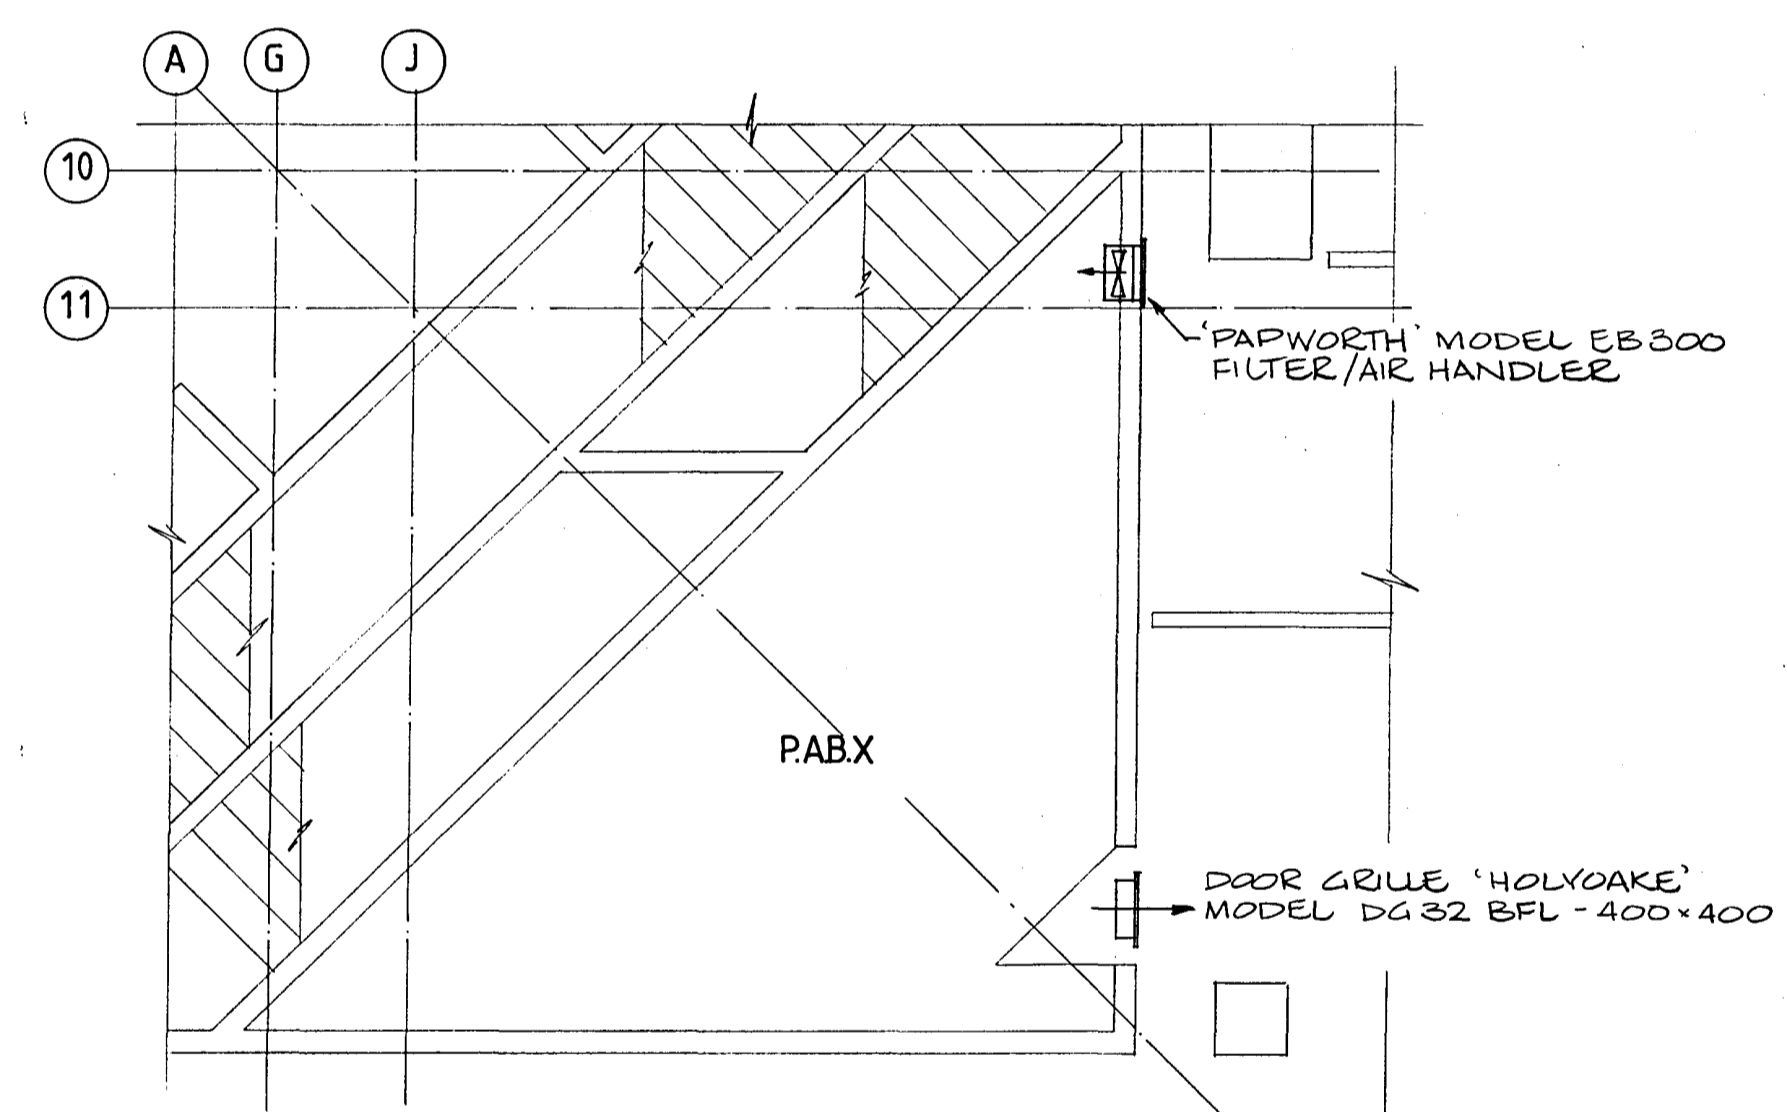 A
G
J
10
11
'PAPWORTH' MODEL EB300
FILTER/AIR HANDLER
P.A.B.X
DOOR GRILLE 'HOLYOAKE'
MODEL DG32 BFL - 400×400